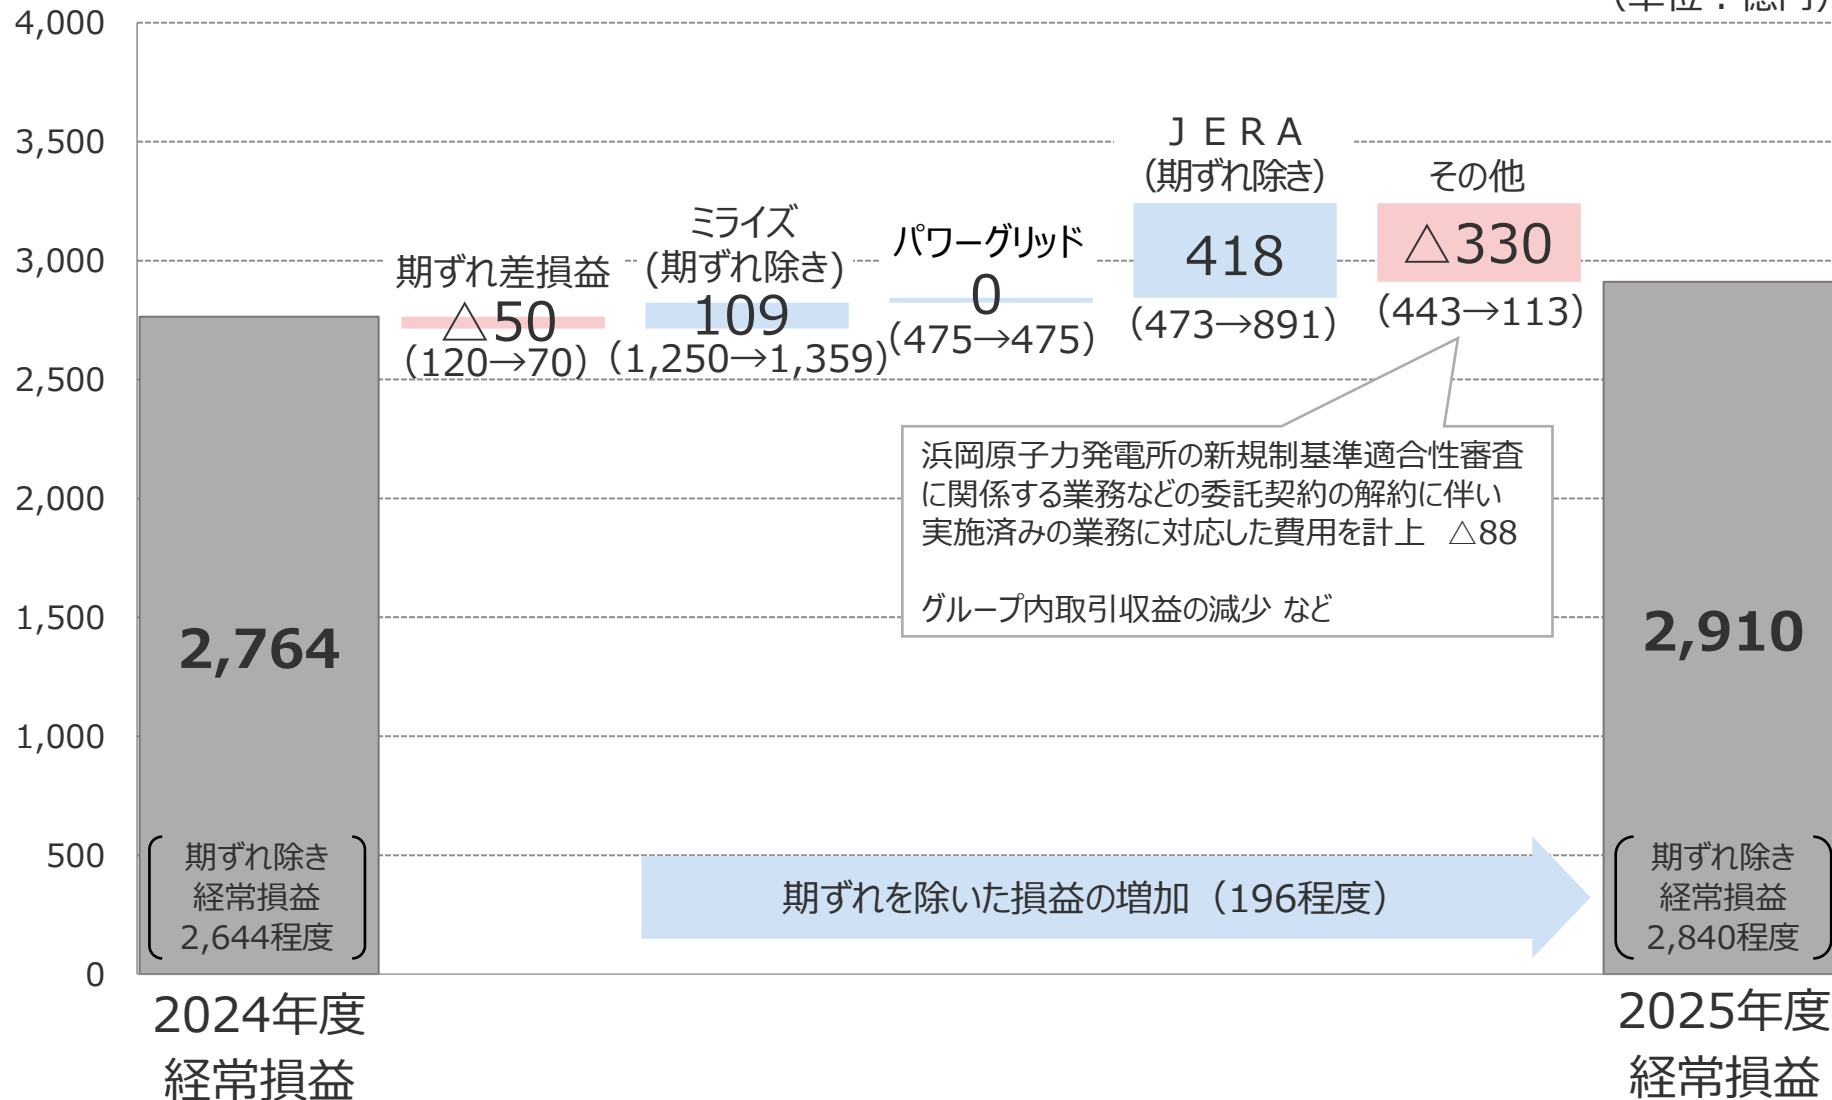 (単位：億円)
4,000
3,500
3,000
2,500
2,000
1,500
1,000
500
0
2,764
期ずれ除き
経常損益
2,644程度
2024年度
経常損益
期ずれ差損益
△50
(120→70)
ミライズ
(期ずれ除き)
109
(1,250→1,359)
パワーグリッド
0
(475→475)
ＪＥＲＡ
(期ずれ除き)
418
(473→891)
その他
△330
(443→113)
浜岡原子力発電所の新規制基準適合性審査
に関係する業務などの委託契約の解約に伴い
実施済みの業務に対応した費用を計上　△88
グループ内取引収益の減少 など
期ずれを除いた損益の増加（196程度）
2,910
期ずれ除き
経常損益
2,840程度
2025年度
経常損益